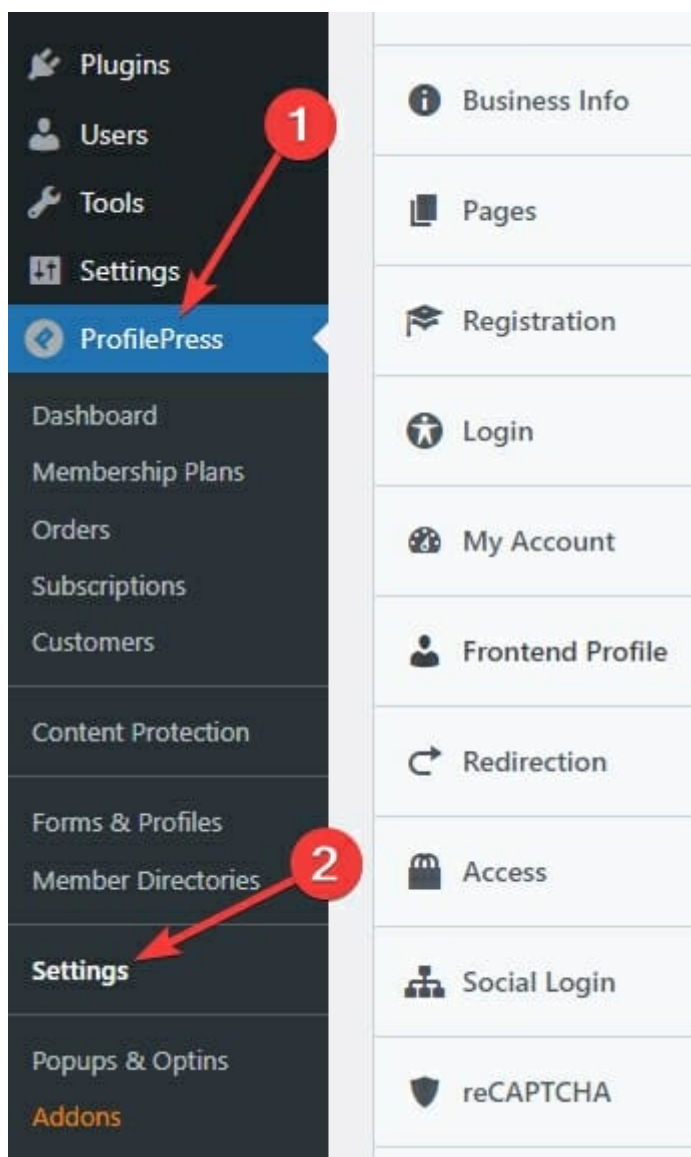 Plugins
Users
1
Tools
Settings
ProfilePress
Dashboard
Membership Plans
Orders
Subscriptions
Customers
Content Protection
Forms & Profiles
Member Directories
2
Settings
Popups & Optins
Addons
Business Info
Pages
Registration
Login
My Account
Frontend Profile
Redirection
Access
Social Login
reCAPTCHA